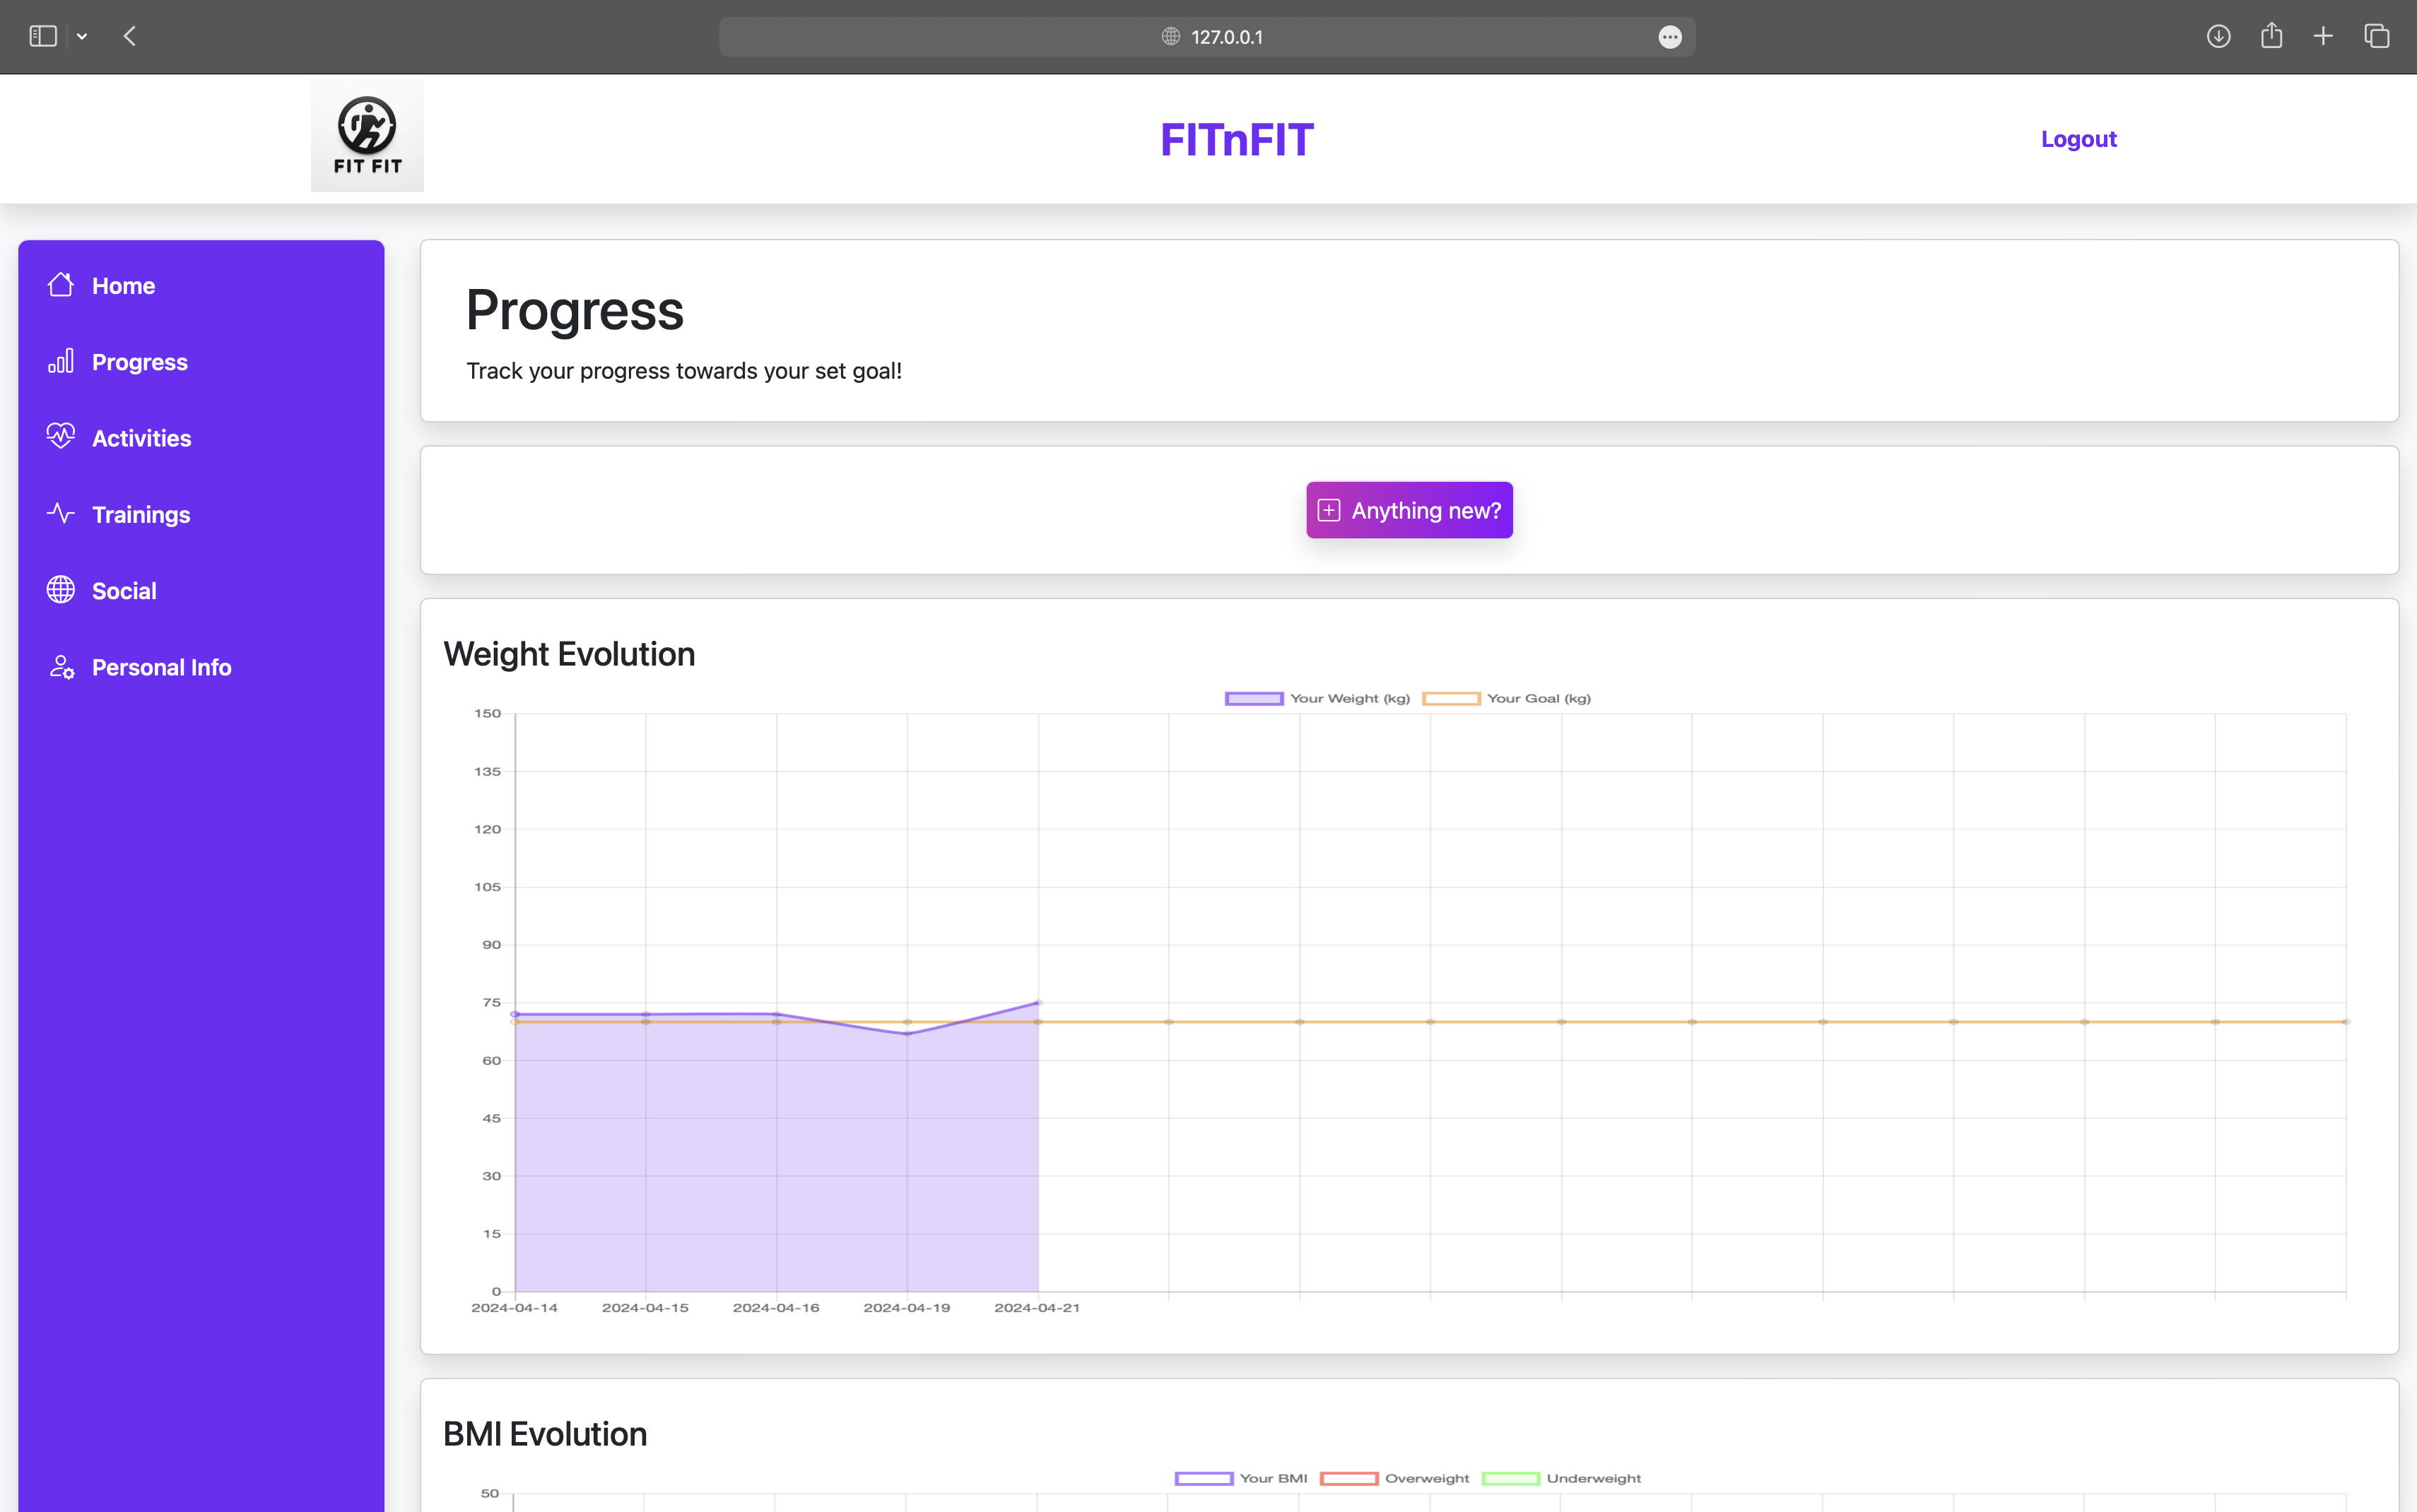 127.0.0.1
FIT FIT
FITnFIT
Logout
Home
Progress
Activities
Trainings
Social
Personal Info
Progress
Track your progress towards your set goal!
Anything new?
Weight Evolution
Your Weight (kg) Your Goal (kg)
150
135
120
105
90
75
60
45
30
15
0
2024-04-14 2024-04-15 2024-04-16 2024-04-19 2024-04-21
BMI Evolution
Your BMI Overweight Underweight
50